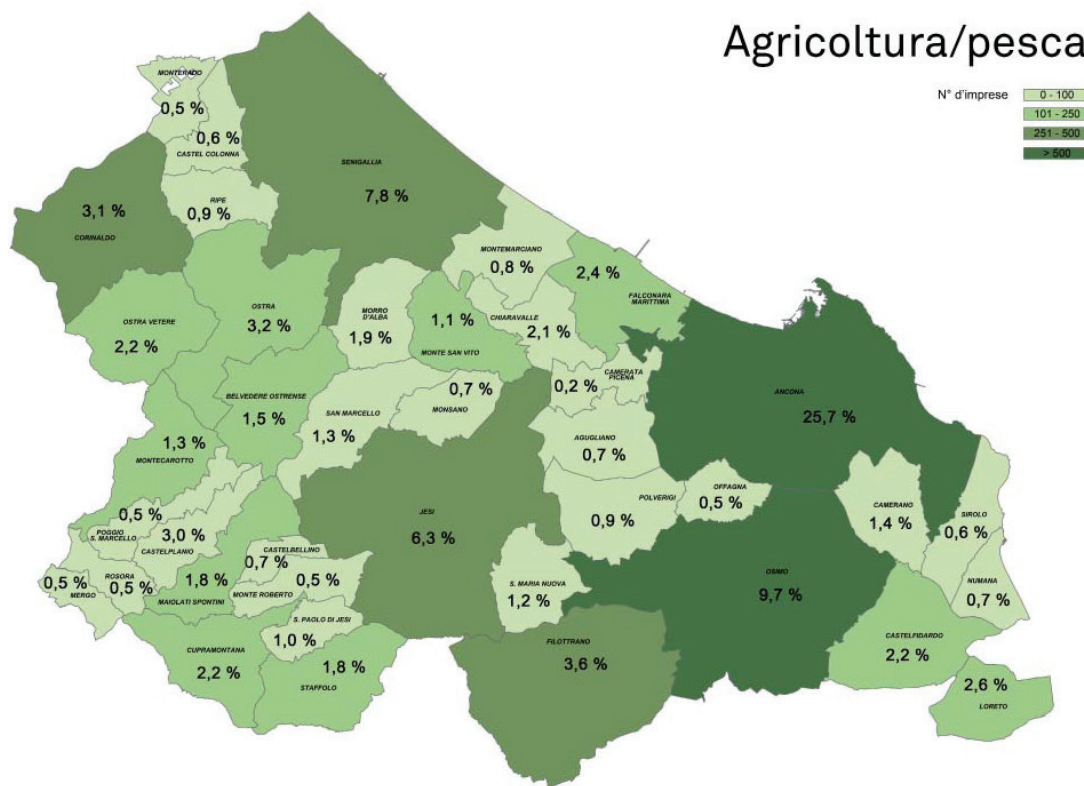 Agricoltura/pesca
N° d'imprese
0 - 100
101 - 250
251 - 500
> 500
MONTERADO
0,5 %
0,6 %
CASTEL COLONNA
SENIGALLIA
7,8 %
3,1 %
CORINALDO
RIPE
0,9 %
MONTEMARCIANO
0,8 %
2,4 %
FALCONARA
MARITTIMA
OSTRA
3,2 %
OSTRA VETERE
2,2 %
MORRO
D'ALBA
1,9 %
1,1 %
MONTE SAN VITO
CHIARAVALLE
2,1 %
CAMERATA
PICENA
0,2 %
ANCONA
25,7 %
BELVEDERE OSTRENSE
1,5 %
SAN MARCELLO
1,3 %
0,7 %
MONSANO
1,3 %
MONTECAROTTO
AGUGLIANO
0,7 %
POLVERIGI
0,9 %
OFFAGNA
0,5 %
CAMERANO
1,4 %
SIROLO
0,6 %
0,5 %
POGGIO
S. MARCELLO
3,0 %
CASTELPLANIO
JESI
6,3 %
CASTELBELLINO
0,7 %
0,5 %
MONTE ROBERTO
0,5 %
MERGO
ROSORA
0,5 %
1,8 %
MAIOLATI SPONTINI
S. MARIA NUOVA
1,2 %
OSIMO
9,7 %
NUMANA
0,7 %
S. PAOLO DI JESI
1,0 %
CUPRAMONTANA
2,2 %
1,8 %
STAFFOLO
FILOTTRANO
3,6 %
CASTELFIDARDO
2,2 %
2,6 %
LORETO